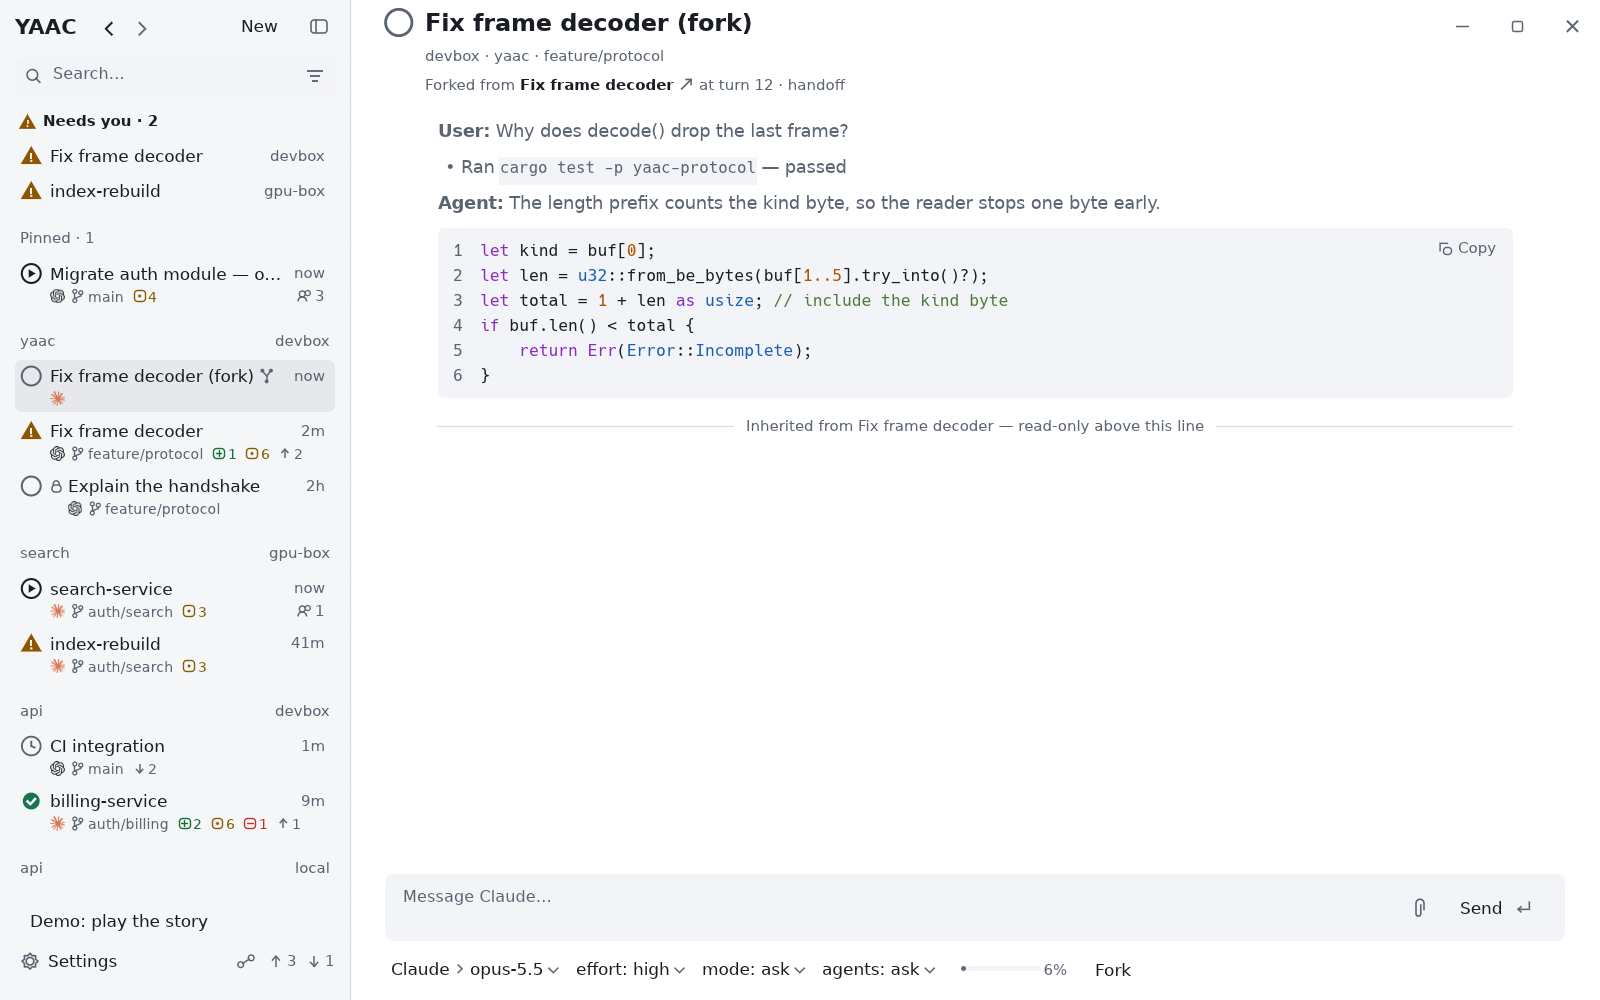 YAAC
New
Search…
Needs you · 2
Fix frame decoder devbox
index-rebuild gpu-box
Pinned · 1
Migrate auth module — o… now
main 4 3
yaac devbox
Fix frame decoder (fork) now
Fix frame decoder 2m
feature/protocol 1 6 2
Explain the handshake 2h
feature/protocol
search gpu-box
search-service now
auth/search 3 1
index-rebuild 41m
auth/search 3
api devbox
CI integration 1m
main 2
billing-service 9m
auth/billing 2 6 1 1
api local
Demo: play the story
Settings 3 1
Fix frame decoder (fork)
devbox · yaac · feature/protocol
Forked from Fix frame decoder ↗ at turn 12 · handoff
User: Why does decode() drop the last frame?
• Ran cargo test -p yaac-protocol — passed
Agent: The length prefix counts the kind byte, so the reader stops one byte early.
Copy
1 let kind = buf[0];
2 let len = u32::from_be_bytes(buf[1..5].try_into()?);
3 let total = 1 + len as usize; // include the kind byte
4 if buf.len() < total {
5     return Err(Error::Incomplete);
6 }
Inherited from Fix frame decoder — read-only above this line
Message Claude…
Send
Claude opus-5.5 effort: high mode: ask agents: ask 6% Fork